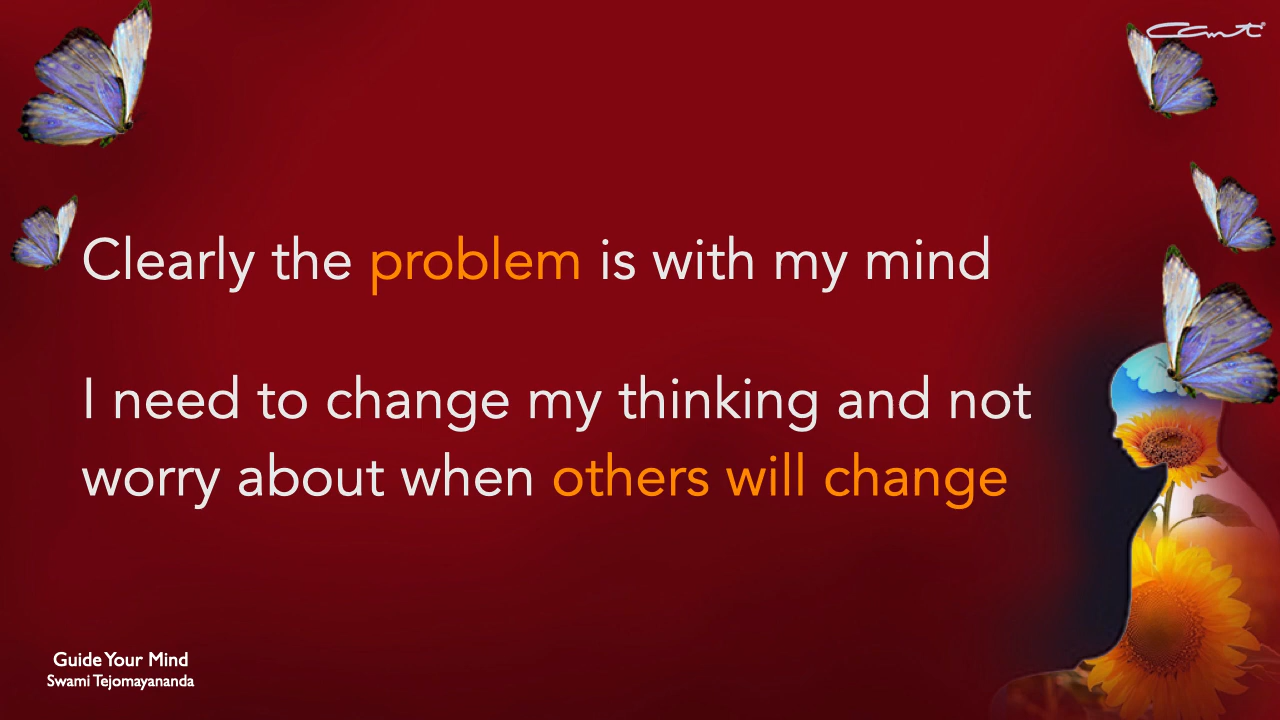 Clearly the problem is with my mind
I need to change my thinking and not
worry about when others will change
Guide Your Mind
Swami Tejomayananda